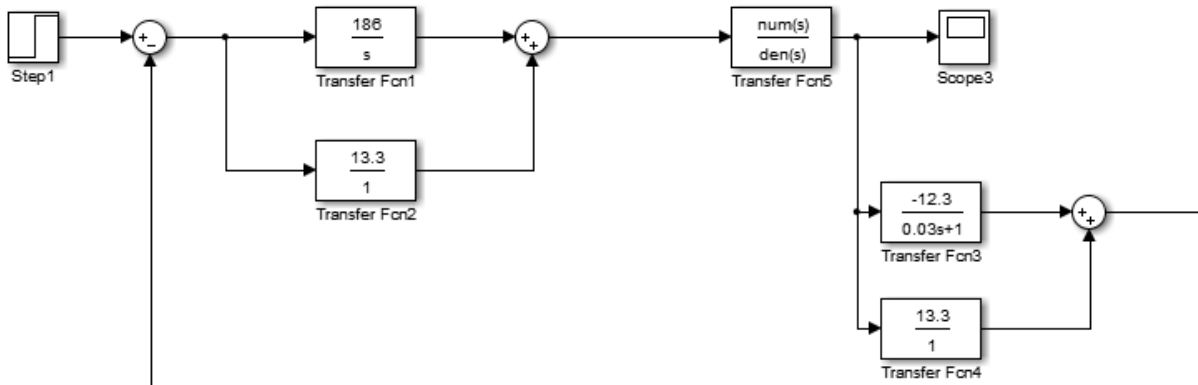 Step1
+
−
186
s
Transfer Fcn1
13.3
1
Transfer Fcn2
+
+
num(s)
den(s)
Transfer Fcn5
Scope3
-12.3
0.03s+1
Transfer Fcn3
13.3
1
Transfer Fcn4
+
+